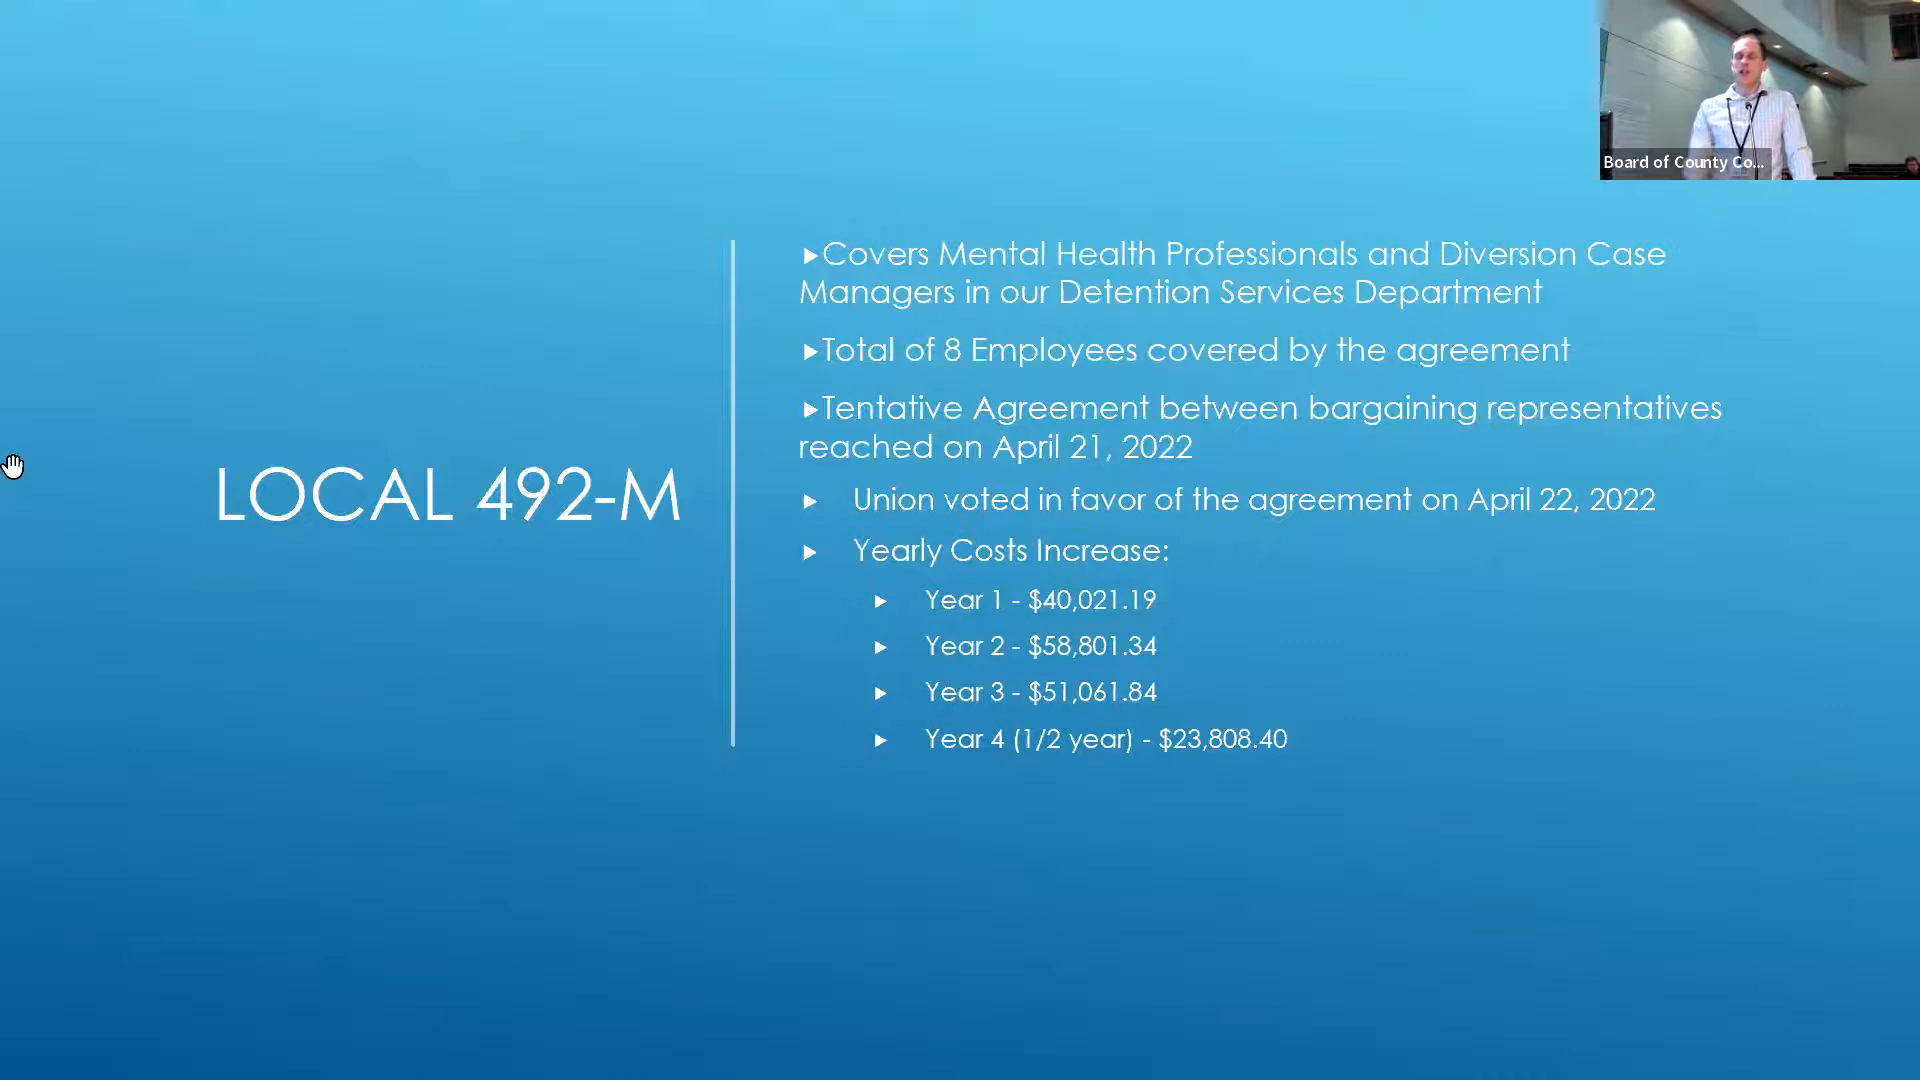 Board of County Co...
LOCAL 492-M
▶Covers Mental Health Professionals and Diversion Case
Managers in our Detention Services Department
▶Total of 8 Employees covered by the agreement
▶Tentative Agreement between bargaining representatives
reached on April 21, 2022
▶ Union voted in favor of the agreement on April 22, 2022
▶ Yearly Costs Increase:
▶ Year 1 - $40,021.19
▶ Year 2 - $58,801.34
▶ Year 3 - $51,061.84
▶ Year 4 (1/2 year) - $23,808.40